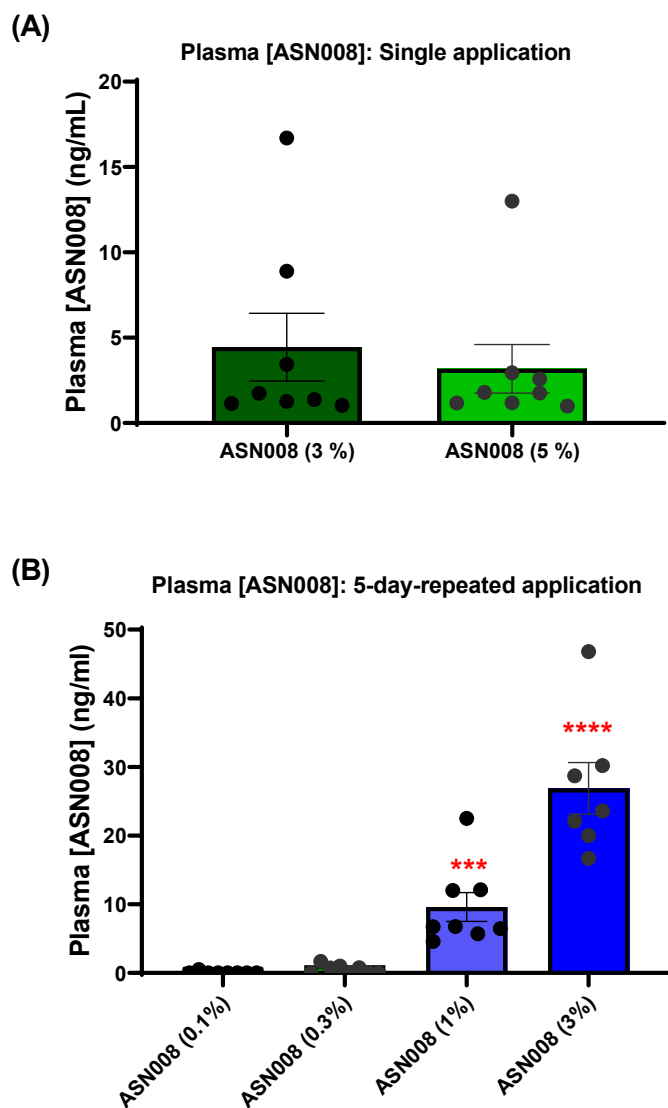 (A)
Plasma [ASN008]: Single application
Plasma [ASN008] (ng/mL)
20
15
10
5
0
ASN008 (3 %)
ASN008 (5 %)
(B)
Plasma [ASN008]: 5-day-repeated application
Plasma [ASN008] (ng/ml)
50
40
30
20
10
0
****
***
ASN008 (0.1%)
ASN008 (0.3%)
ASN008 (1%)
ASN008 (3%)